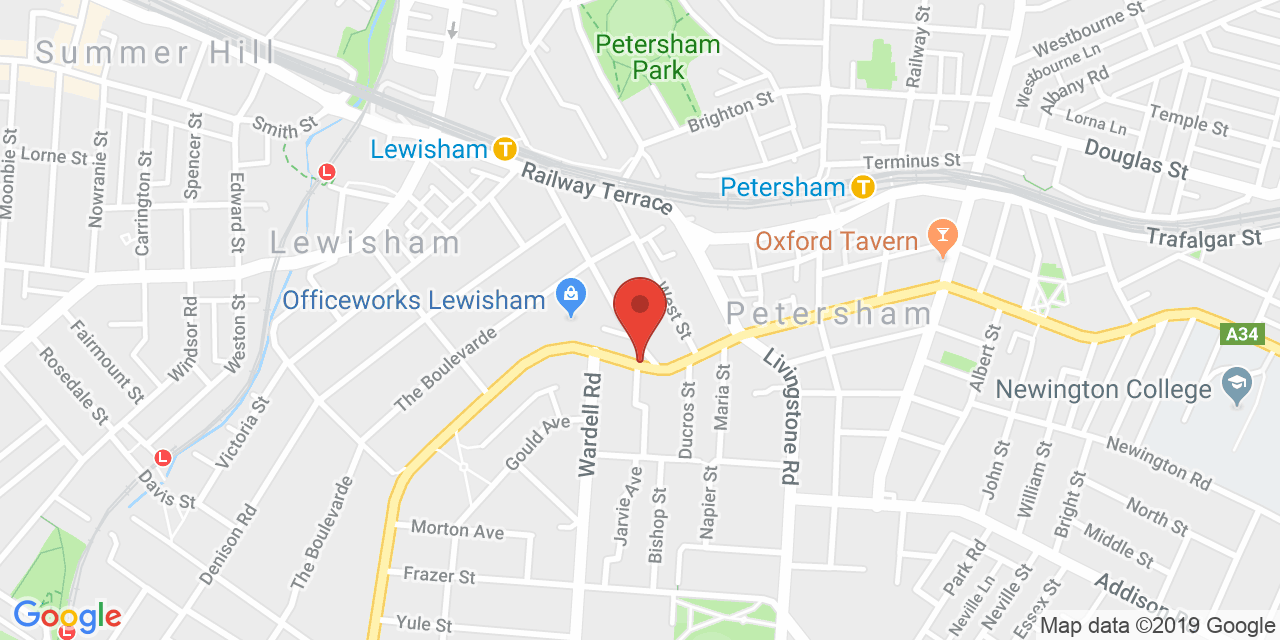 Summer Hill
Petersham
Park
Railway St
Westbourne St
Westbourne Ln
Albany Rd
Brighton St
Temple St
Lorna Ln
Smith St
Spencer St
Moonbie St
Lorne St
Nowranie St
Carrington St
Edward St
Lewisham
T
L
Railway Terrace
Terminus St
Douglas St
Petersham
T
Lewisham
Oxford Tavern
Trafalgar St
Officeworks Lewisham
West St
Petersham
A34
Windsor Rd
Weston St
Fairmount St
Rosedale St
The Boulevarde
Victoria St
Wardell Rd
Gould Ave
Ducros St
Maria St
Livingstone Rd
Albert St
Newington College
L
Davis St
Denison Rd
The Boulevarde
Morton Ave
Frazer St
Yule St
Jarvie Ave
Bishop St
Napier St
John St
William St
Bright St
Newington Rd
North St
Middle St
Park Rd
Neville Ln
Neville St
Essex St
Addison
Google
L
Map data ©2019 Google